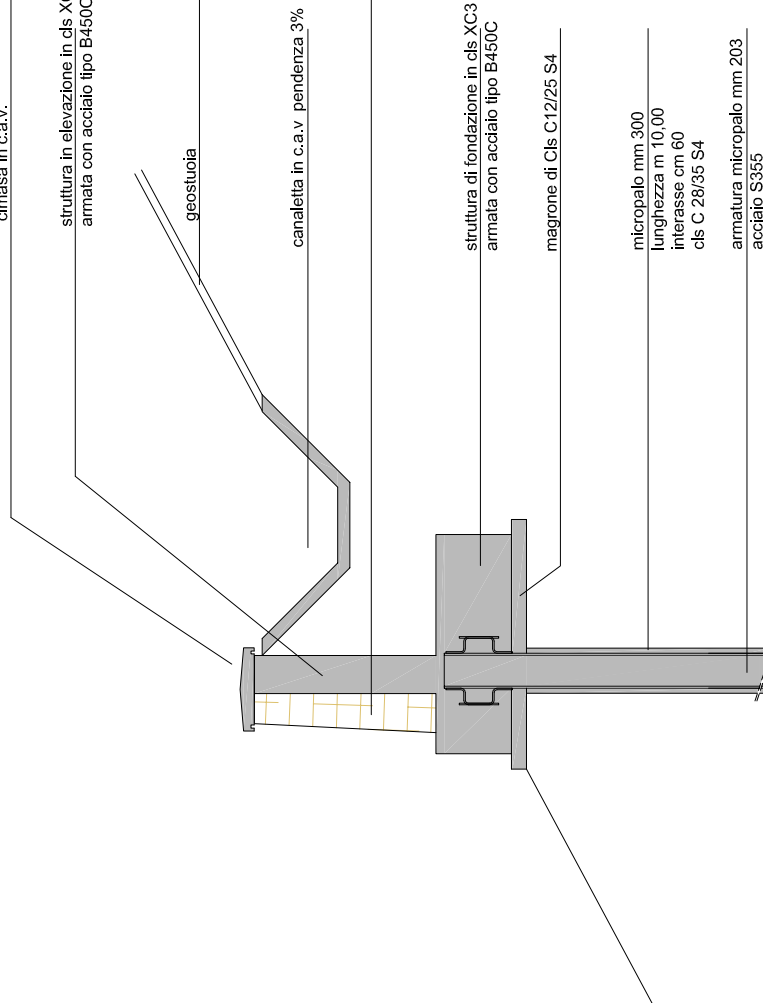 cimasa in c.a.v.
struttura in elevazione in cls
armata con acciaio tipo B450C
geostuoia
canaletta in c.a.v pendenza 3%
struttura di fondazione in cls XC3
armata con acciaio tipo B450C
magrone di Cls C12/25 S4
micropalo mm 300
lunghezza m 10,00
interasse cm 60
cls C 28/35 S4
armatura micropalo mm 203
acciaio S355